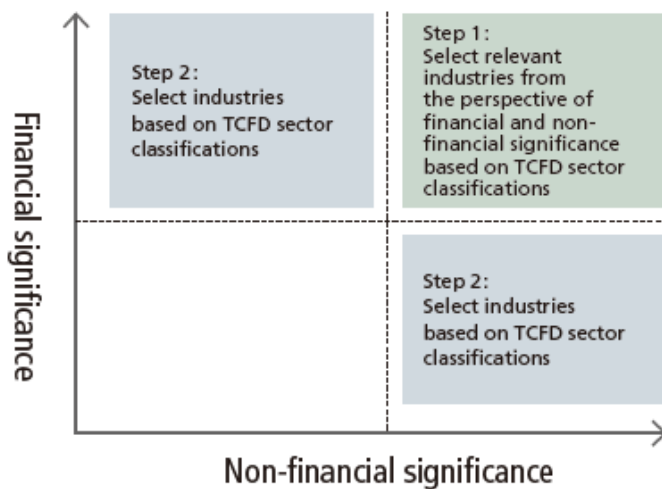 Financial significance
Step 2:
Select industries
based on TCFD sector
classifications
Step 1:
Select relevant
industries from
the perspective of
financial and non-
financial significance
based on TCFD sector
classifications
Step 2:
Select industries
based on TCFD sector
classifications
Non-financial significance